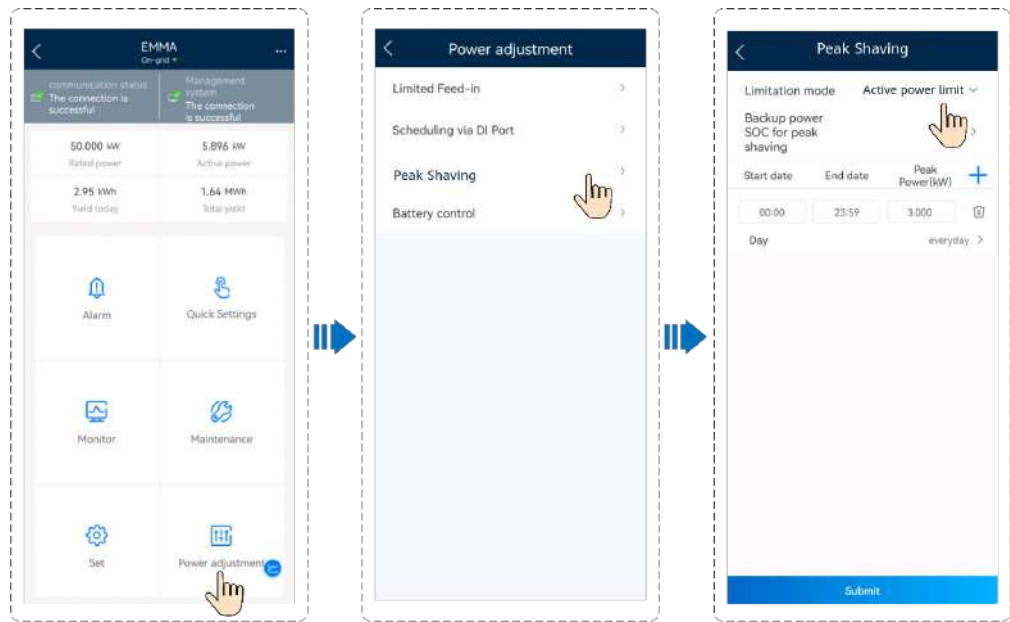 EMMA
On-grid
...
communication status
The connection is
successful
Management
system
The connection
is successful
50.000 kW
Rated power
5.896 kW
Active power
2.95 kWh
Yield today
1.64 MWh
Total yield
Alarm
Quick Settings
Monitor
Maintenance
Set
Power adjustment
Power adjustment
Limited Feed-in
Scheduling via DI Port
Peak Shaving
Battery control
Peak Shaving
Limitation mode
Active power limit
Backup power
SOC for peak
shaving
Start date
End date
Peak
Power(kW)
00:00
23:59
3.000
Day
everyday
Submit